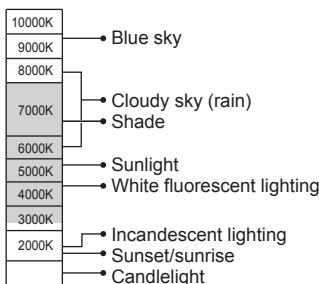 10000K
9000K
Blue sky
8000K
Cloudy sky (rain)
7000K
Shade
6000K
5000K
Sunlight
4000K
White fluorescent lighting
3000K
2000K
Incandescent lighting
Sunset/sunrise
Candlelight